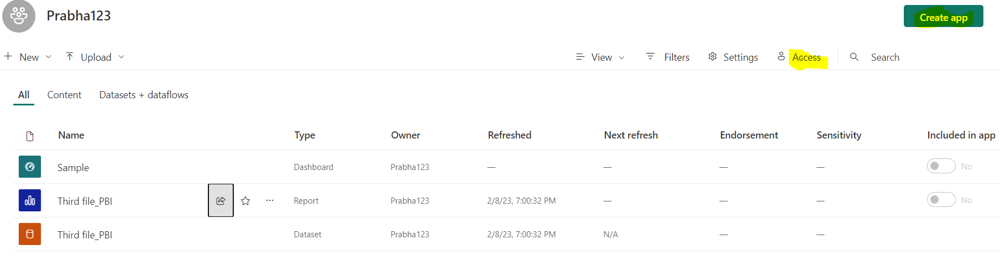 Prabha123
Create app
New Upload View Filters Settings Access Search
All Content Datasets + dataflows
Name Type Owner Refreshed Next refresh Endorsement Sensitivity Included in app
Sample Dashboard Prabha123 — — — — No
Third file_PBI ... Report Prabha123 2/8/23, 7:00:32 PM — — — No
Third file_PBI Dataset Prabha123 2/8/23, 7:00:32 PM N/A — —